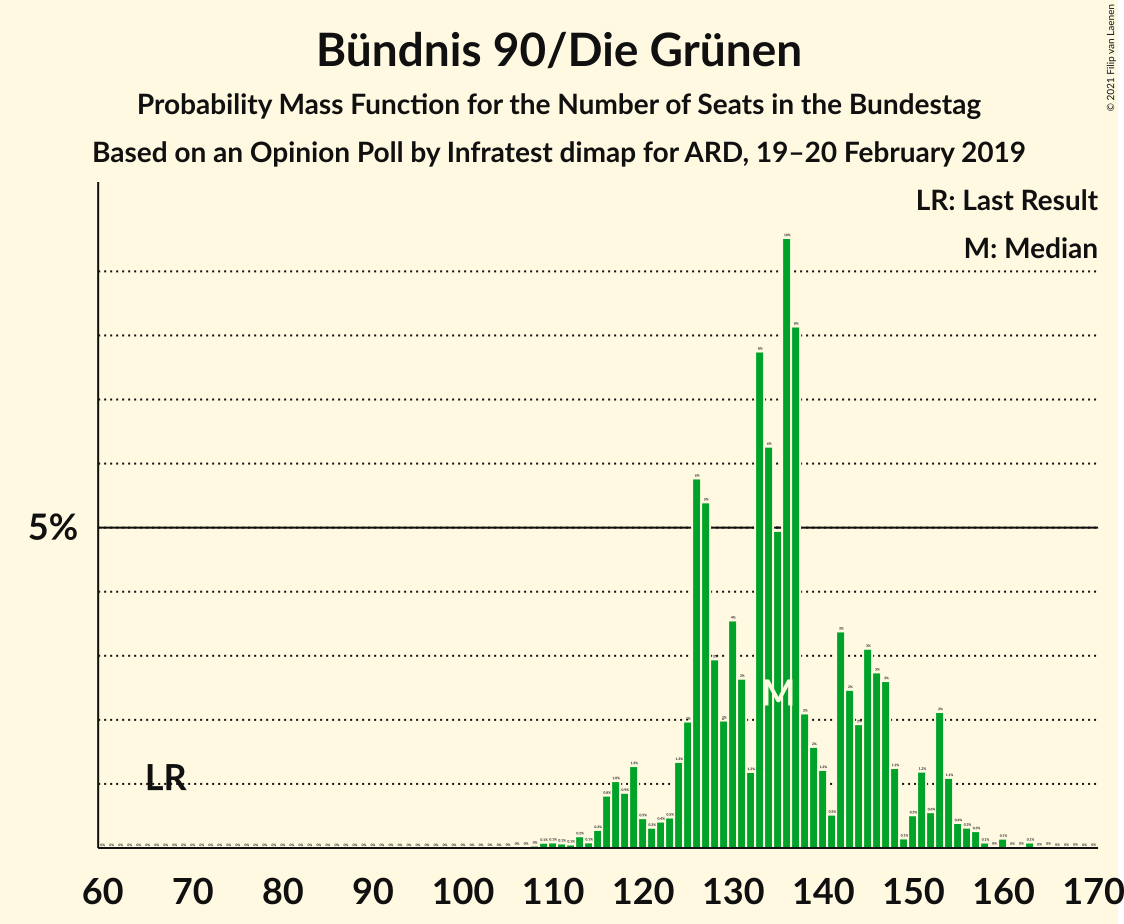 Bündnis 90/Die Grünen
Probability Mass Function for the Number of Seats in the Bundestag
Based on an Opinion Poll by Infratest dimap for ARD, 19–20 February 2019
© 2021 Filip van Laenen
LR: Last Result
M: Median
5%
M
LR
60 70 80 90 100 110 120 130 140 150 160 170